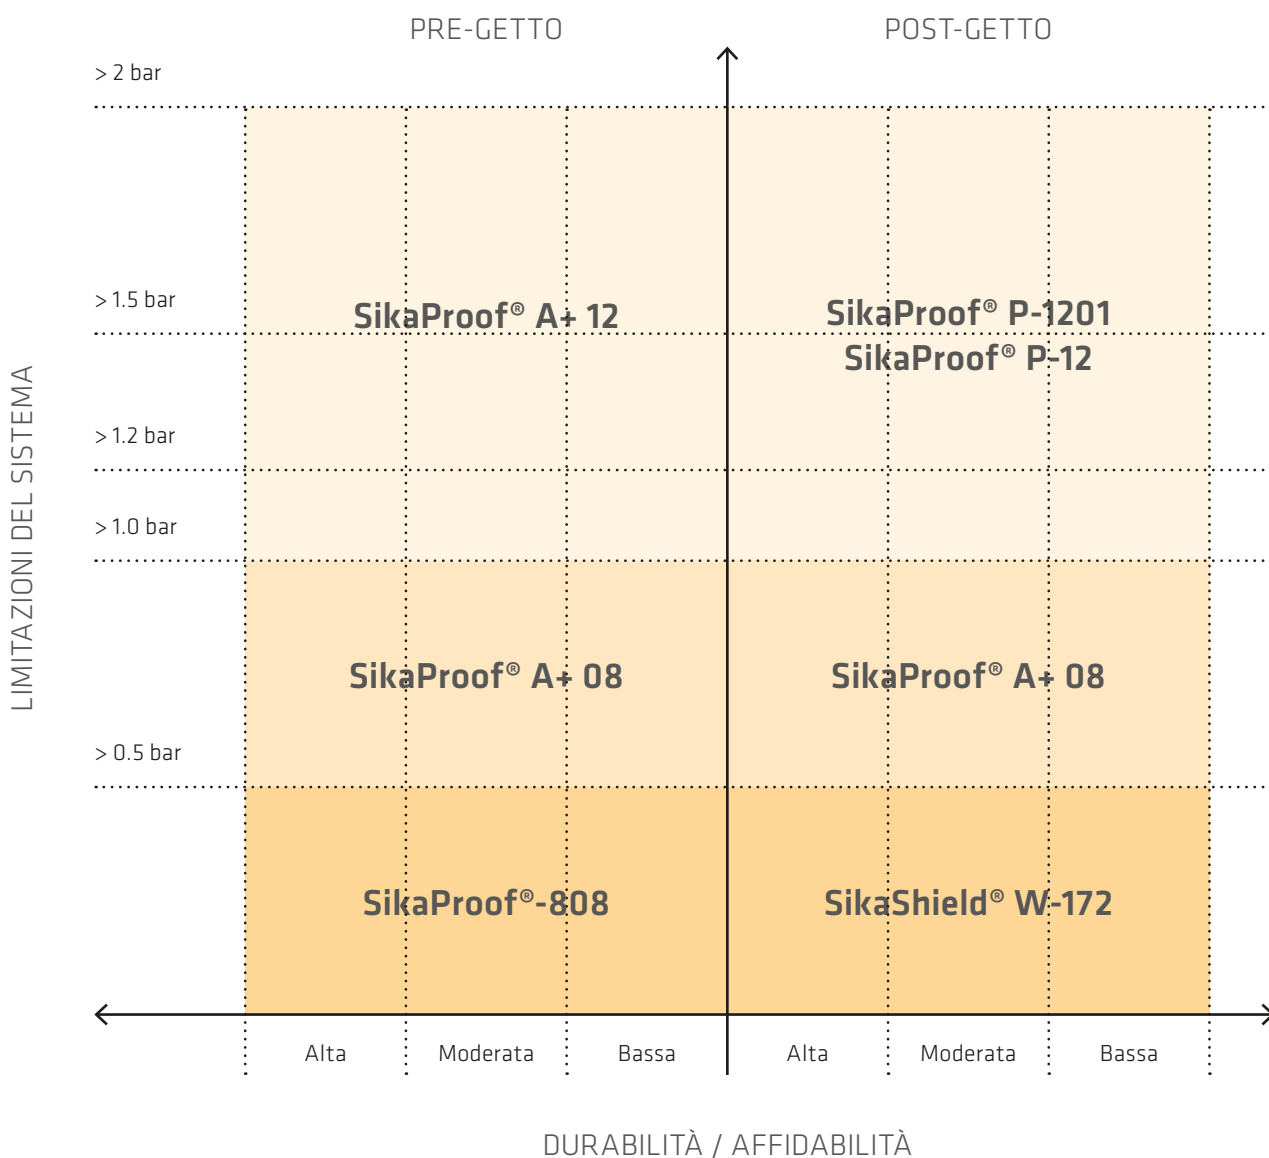 PRE-GETTO
POST-GETTO
> 2 bar
> 1.5 bar
SikaProof® A+ 12
SikaProof® P-1201
SikaProof® P-12
> 1.2 bar
> 1.0 bar
LIMITAZIONI DEL SISTEMA
SikaProof® A+ 08
SikaProof® A+ 08
> 0.5 bar
SikaProof®-808
SikaShield® W-172
Alta
Moderata
Bassa
Alta
Moderata
Bassa
DURABILITÀ / AFFIDABILITÀ